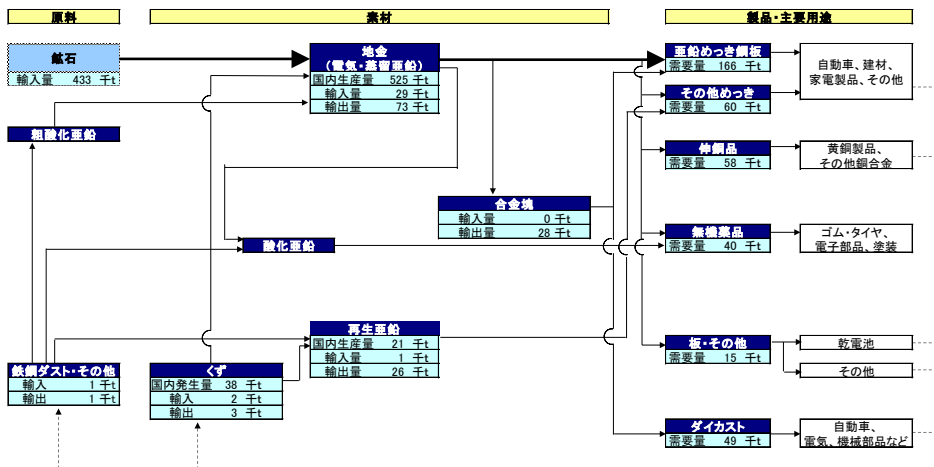 原料
素材
製品・主要用途
鉱石
輸入量 433 千t
地金
(電気・蒸留亜鉛)
国内生産量 525 千t
輸入量 29 千t
輸出量 73 千t
亜鉛めっき鋼板
需要量 166 千t
その他めっき
需要量 60 千t
自動車、建材、
家電製品、その他
粗酸化亜鉛
伸銅品
需要量 58 千t
黄銅製品、
その他銅合金
合金塊
輸入量 0 千t
輸出量 28 千t
酸化亜鉛
無機薬品
需要量 40 千t
ゴム・タイヤ、
電子部品、塗装
再生亜鉛
国内生産量 21 千t
輸入量 1 千t
輸出量 26 千t
板・その他
需要量 15 千t
乾電池
その他
鉄鋼ダスト・その他
輸入 1 千t
輸出 1 千t
くず
国内発生量 38 千t
輸入 2 千t
輸出 3 千t
ダイカスト
需要量 49 千t
自動車、
電気、機械部品など